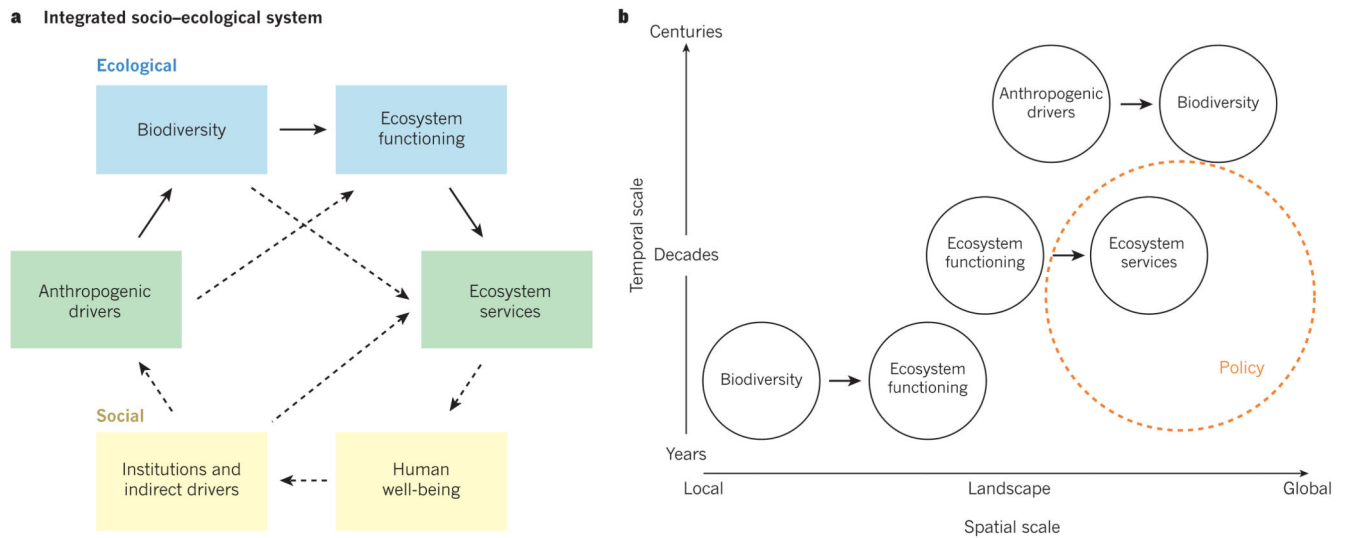 a Integrated socio–ecological system
Ecological
Biodiversity
Ecosystem
functioning
Anthropogenic
drivers
Ecosystem
services
Social
Institutions and
indirect drivers
Human
well-being
b
Centuries
Temporal scale
Decades
Years
Anthropogenic
drivers
Biodiversity
Ecosystem
functioning
Ecosystem
services
Biodiversity
Ecosystem
functioning
Policy
Local
Landscape
Global
Spatial scale